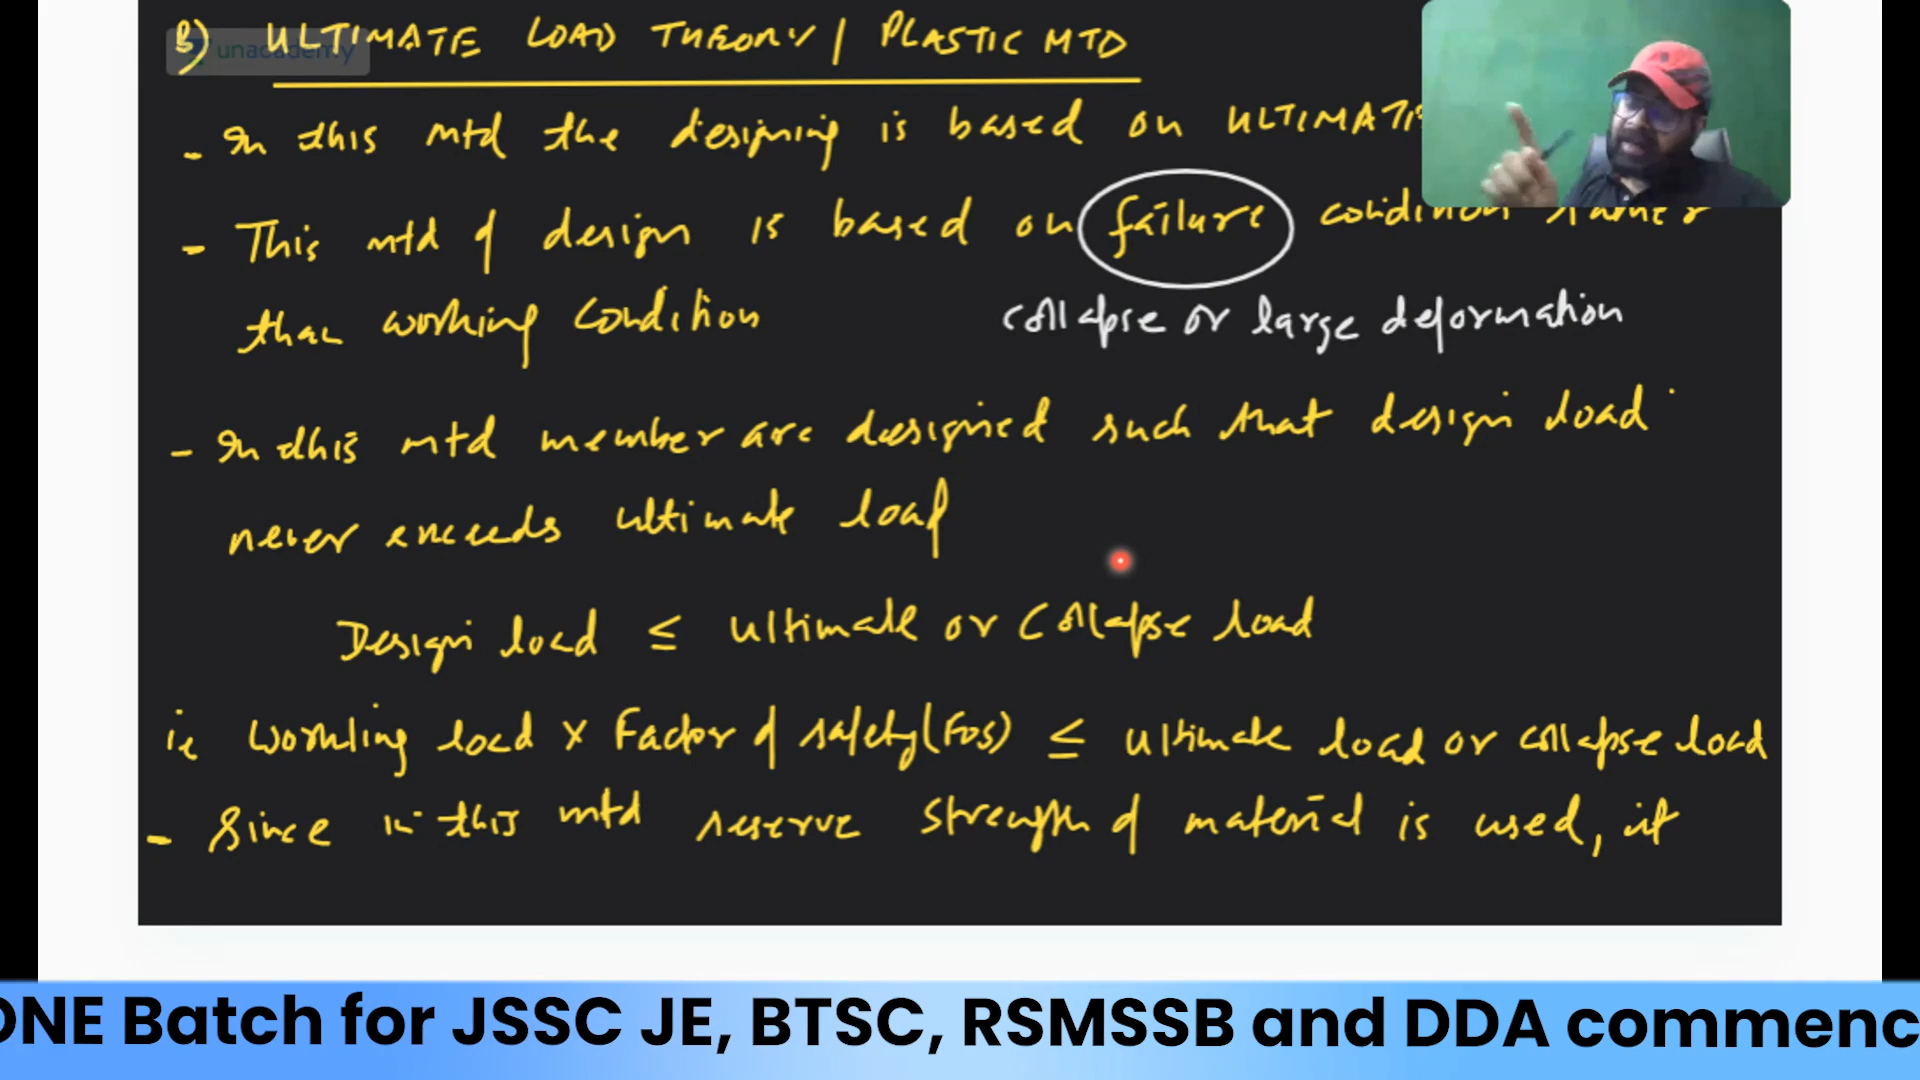 B) ULTIMATE LOAD THEORY / PLASTIC MTD
unacademy
- In this mtd the designing is based on ULTIMATE
- This mtd of design is based on failure condition rather
than working condition
collapse or large deformation
- In this mtd member are designed such that design load
never exceeds ultimate load
Design load ≤ ultimate or collapse load
ie working load x Factor of safety (FOS) ≤ ultimate load or collapse load
- Since in this mtd reserve strength of material is used, it
ONE Batch for JSSC JE, BTSC, RSMSSB and DDA commenc